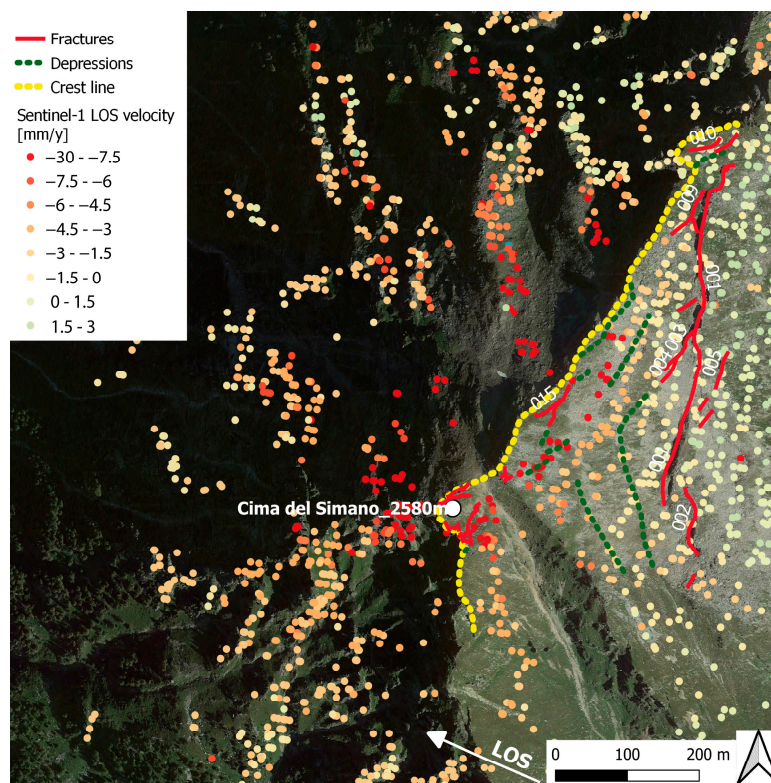 Fractures
Depressions
Crest line
Sentinel-1 LOS velocity
[mm/y]
−30 - −7.5
−7.5 - −6
−6 - −4.5
−4.5 - −3
−3 - −1.5
−1.5 - 0
0 - 1.5
1.5 - 3
010
009
001
013
004
005
015
001
002
Cima del Simano_2580m
LOS
0 100 200 m